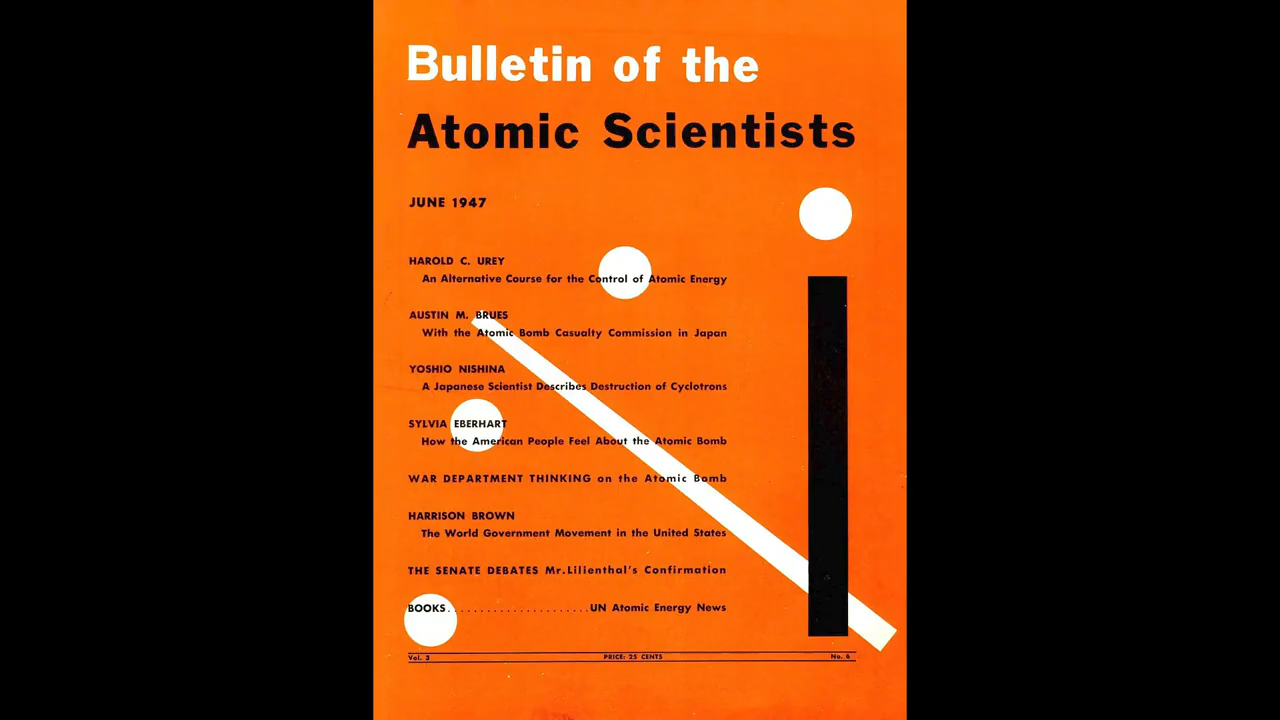 Bulletin of the
Atomic Scientists
JUNE 1947
HAROLD C. UREY
An Alternative Course for the Control of Atomic Energy
AUSTIN M. BRUES
With the Atomic Bomb Casualty Commission in Japan
YOSHIO NISHINA
A Japanese Scientist Describes Destruction of Cyclotrons
SYLVIA EBERHART
How the American People Feel About the Atomic Bomb
WAR DEPARTMENT THINKING on the Atomic Bomb
HARRISON BROWN
The World Government Movement in the United States
THE SENATE DEBATES Mr.Lilienthal's Confirmation
BOOKS......................UN Atomic Energy News
Vol. 3 PRICE: 25 CENTS No. 6